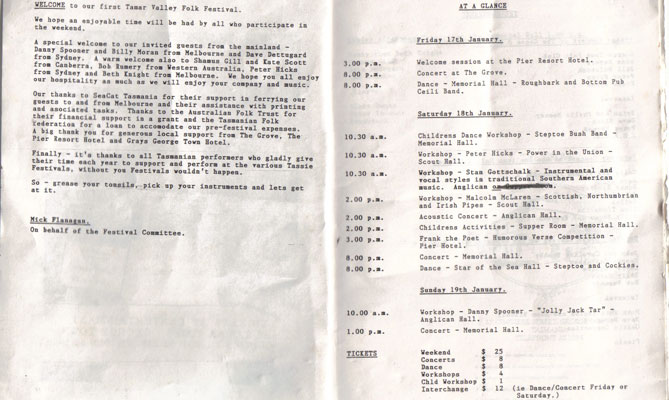 WELCOME to our first Tamar Valley Folk Festival.
We hope an enjoyable time will be had by all who participate in
the weekend.
A special welcome to our invited guests from the mainland -
Danny Spooner and Billy Moran from Melbourne and Dave Dettugard
from Sydney. A warm welcome also to Shamus Gill and Kate Scott
from Canberra, Bob Rumery from Western Australia, Peter Hicks
from Sydney and Beth Knight from Melbourne. We hope you all enjoy
our hospitality as much as we will enjoy your company and music.
Our thanks to SeaCat Tasmania for their support in ferrying our
guests to and from Melbourne and their assistance with printing
and associated tasks. Thanks to the Australian Folk Trust for
their financial support in a grant and the Tasmanian Folk
Federation for a loan to accomodate our pre-festival expenses.
A big thank you for generous local support from The Grove, The
Pier Resort Hotel and Grays George Town Hotel.
Finally - it's thanks to all Tasmanian performers who gladly give
their time each year to support and perform at the various Tassie
Festivals, without you Festivals wouldn't happen.
So - grease your tonsils, pick up your instruments and lets get
at it.
Mick Flanagan.
On behalf of the Festival Committee.
AT A GLANCE
Friday 17th January.
3.00 p.m. Welcome session at the Pier Resort Hotel.
8.00 p.m. Concert at The Grove.
8.00 p.m. Dance - Memorial Hall - Roughbark and Bottom Pub
Ceili Band.
Saturday 18th January.
10.30 a.m. Childrens Dance Workshop - Steptoe Bush Band -
Memorial Hall.
10.30 a.m. Workshop - Peter Hicks - Power in the Union -
Scout Hall.
10.30 a.m. Workshop - Stan Gottschalk - Instrumental and
vocal styles in traditional Southern American
music. Anglican
2.00 p.m. Workshop - Malcolm McLaren - Scottish, Northumbrian
and Irish Pipes - Scout Hall.
2.00 p.m. Acoustic Concert - Anglican Hall.
2.00 p.m. Childrens Activities - Supper Room - Memorial Hall.
3.00 p.m. Frank the Poet - Humorous Verse Competition -
Pier Hotel.
8.00 p.m. Concert - Memorial Hall.
8.00 p.m. Dance - Star of the Sea Hall - Steptoe and Cockies.
Sunday 19th January.
10.00 a.m. Workshop - Danny Spooner - "Jolly Jack Tar" -
Anglican Hall.
1.00 p.m. Concert - Memorial Hall.
TICKETS Weekend $ 25
Concerts $ 8
Dance $ 8
Workshops $ 4
Chld Workshop $ 1
Interchange $ 12 (ie Dance/Concert Friday or
Saturday.)